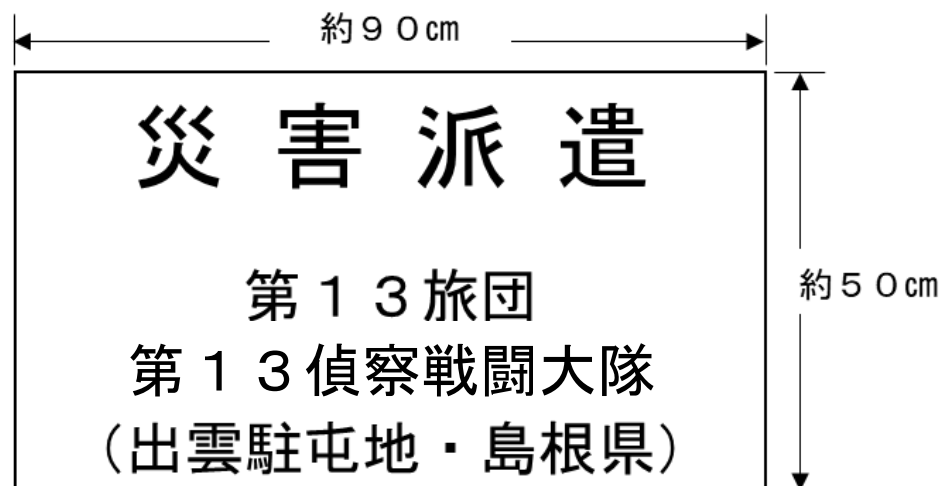 約９０㎝
災害派遣
約５０㎝
第１３旅団
第１３偵察戦闘大隊
（出雲駐屯地・島根県）